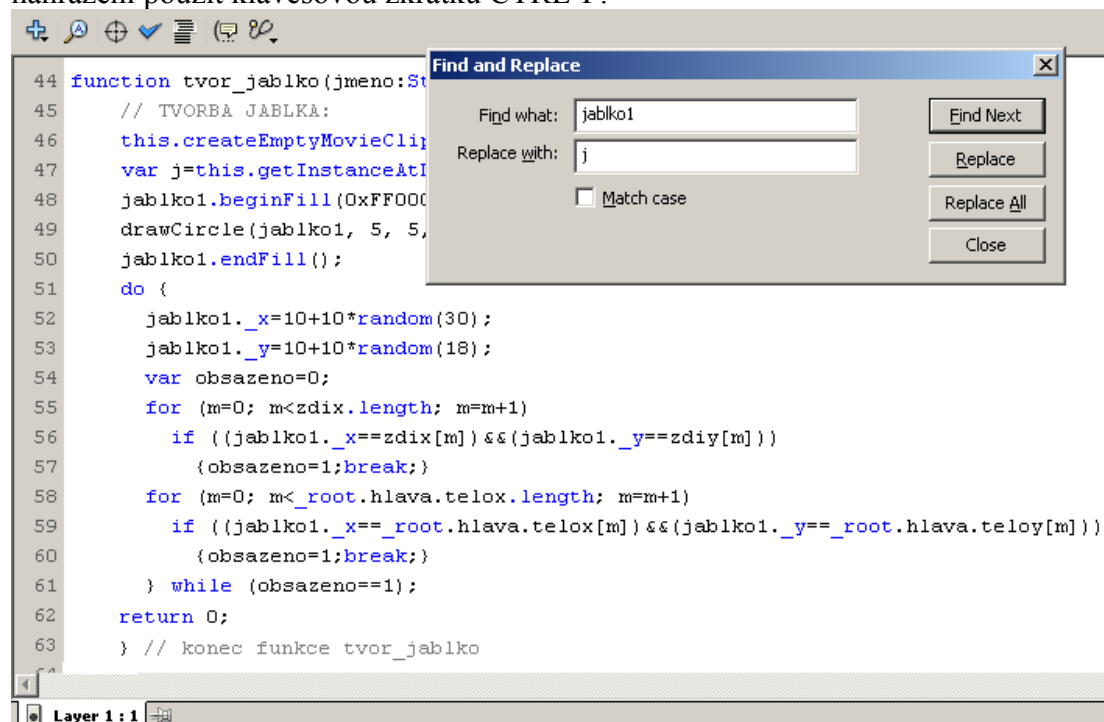 nahrazení použít klávesovou zkratku CTRL
Find and Replace
Find what: jablko1 Find Next
Replace with: j Replace
Match case Replace All
Close
44 function tvor_jablko(jmeno:St
45 // TVORBA JABLKA:
46 this.createEmptyMovieClip
47 var j=this.getInstanceAtD
48 jablko1.beginFill(0xFF000
49 drawCircle(jablko1, 5, 5,
50 jablko1.endFill();
51 do {
52 jablko1._x=10+10*random(30);
53 jablko1._y=10+10*random(18);
54 var obsazeno=0;
55 for (m=0; m<zdix.length; m=m+1)
56 if ((jablko1._x==zdix[m])&&(jablko1._y==zdiy[m]))
57 {obsazeno=1;break;}
58 for (m=0; m<_root.hlava.telox.length; m=m+1)
59 if ((jablko1._x==_root.hlava.telox[m])&&(jablko1._y==_root.hlava.teloy[m]))
60 {obsazeno=1;break;}
61 } while (obsazeno==1);
62 return 0;
63 } // konec funkce tvor_jablko
Layer 1 : 1